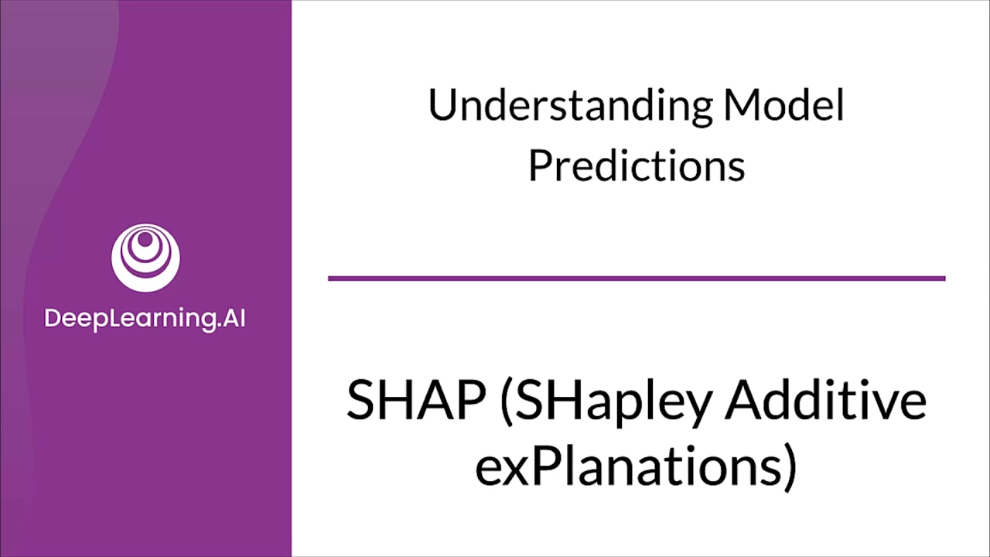 Understanding Model
Predictions
DeepLearning.AI
SHAP (SHapley Additive
exPlanations)